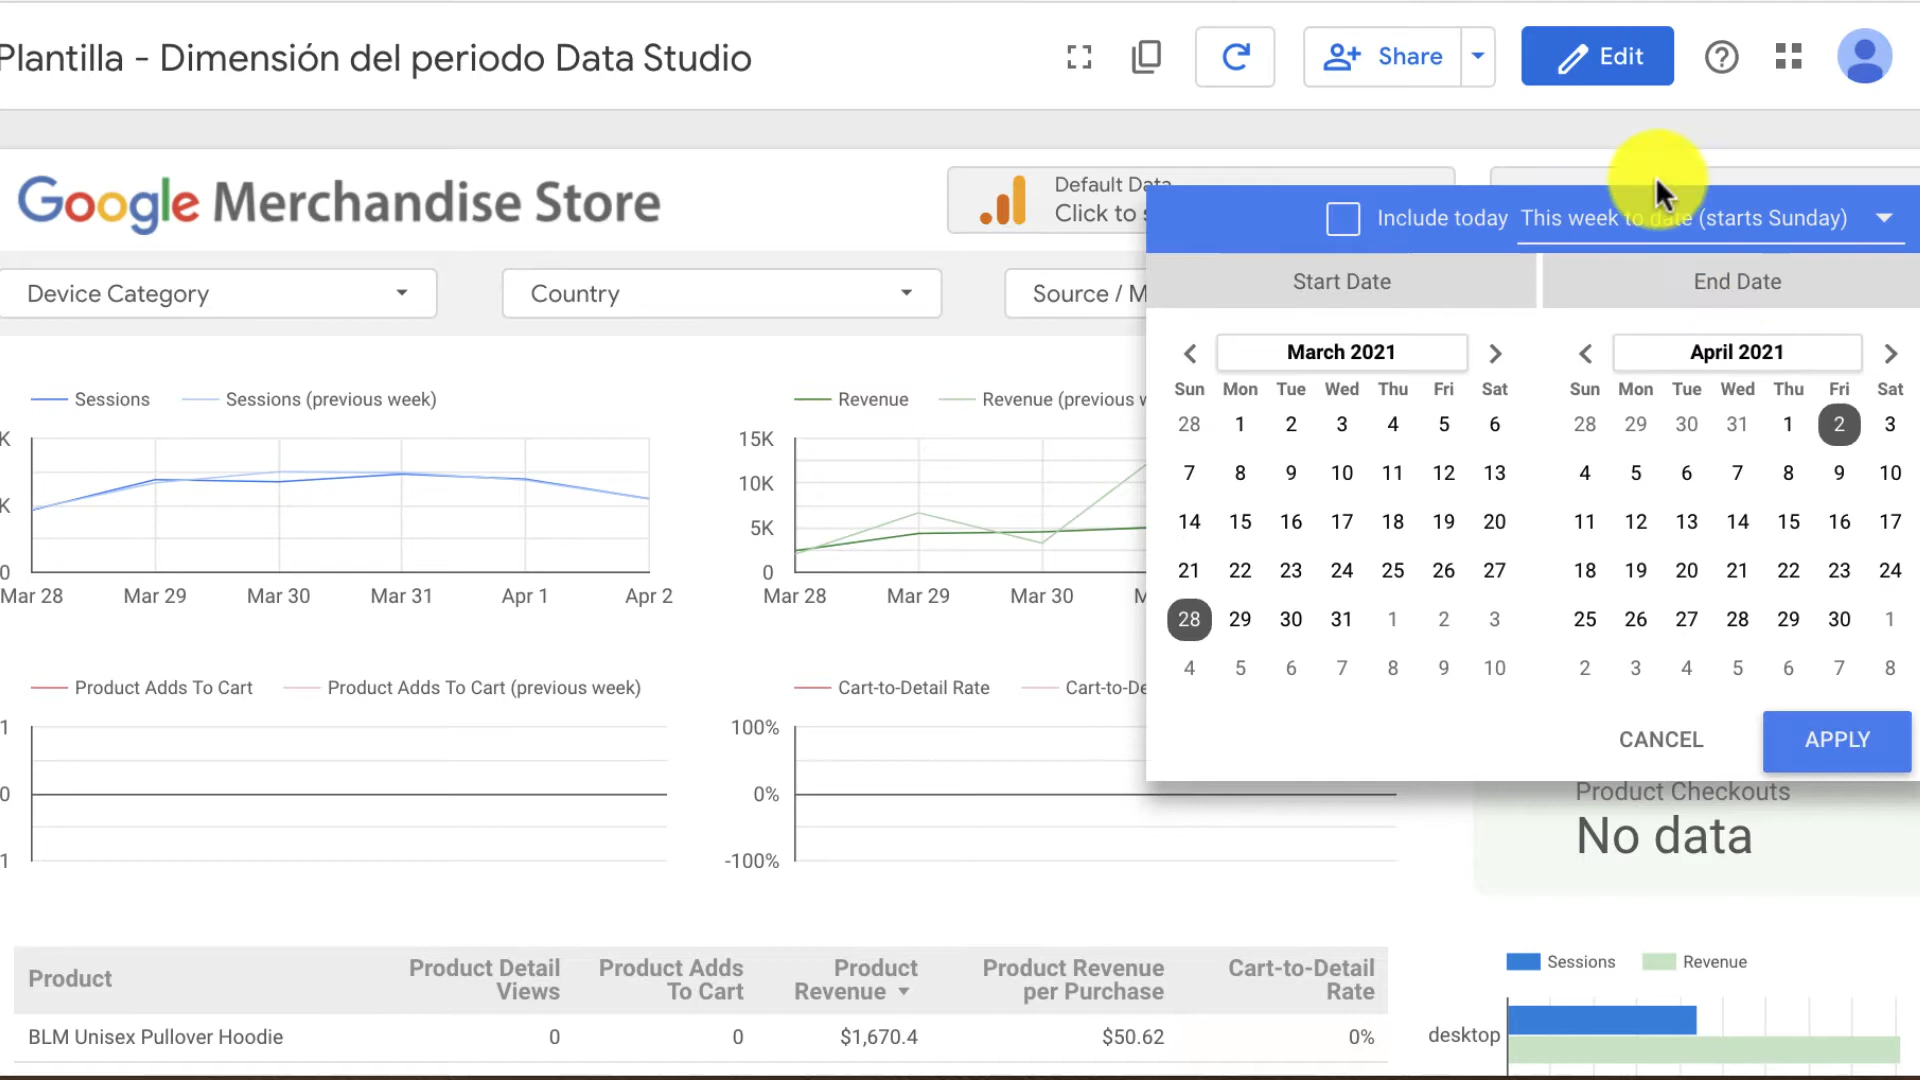 Plantilla - Dimensión del periodo Data Studio
Share
Edit
Google Merchandise Store
Default Data
Click to
Include today This week to date (starts Sunday)
Device Category
Country
Source / M
Start Date
End Date
March 2021
Sun Mon Tue Wed Thu Fri Sat
28 1 2 3 4 5 6
7 8 9 10 11 12 13
14 15 16 17 18 19 20
21 22 23 24 25 26 27
28 29 30 31 1 2 3
4 5 6 7 8 9 10
April 2021
Sun Mon Tue Wed Thu Fri Sat
28 29 30 31 1 2 3
4 5 6 7 8 9 10
11 12 13 14 15 16 17
18 19 20 21 22 23 24
25 26 27 28 29 30 1
2 3 4 5 6 7 8
CANCEL
APPLY
Sessions
Sessions (previous week)
K
K
0
Mar 28 Mar 29 Mar 30 Mar 31 Apr 1 Apr 2
Revenue
Revenue (previous w
15K
10K
5K
0
Mar 28 Mar 29 Mar 30 M
Product Adds To Cart
Product Adds To Cart (previous week)
1
0
1
Cart-to-Detail Rate
Cart-to-De
100%
0%
-100%
Product Checkouts
No data
Product
Product Detail Views
Product Adds To Cart
Product Revenue
Product Revenue per Purchase
Cart-to-Detail Rate
BLM Unisex Pullover Hoodie 0 0 $1,670.4 $50.62 0%
Sessions
Revenue
desktop